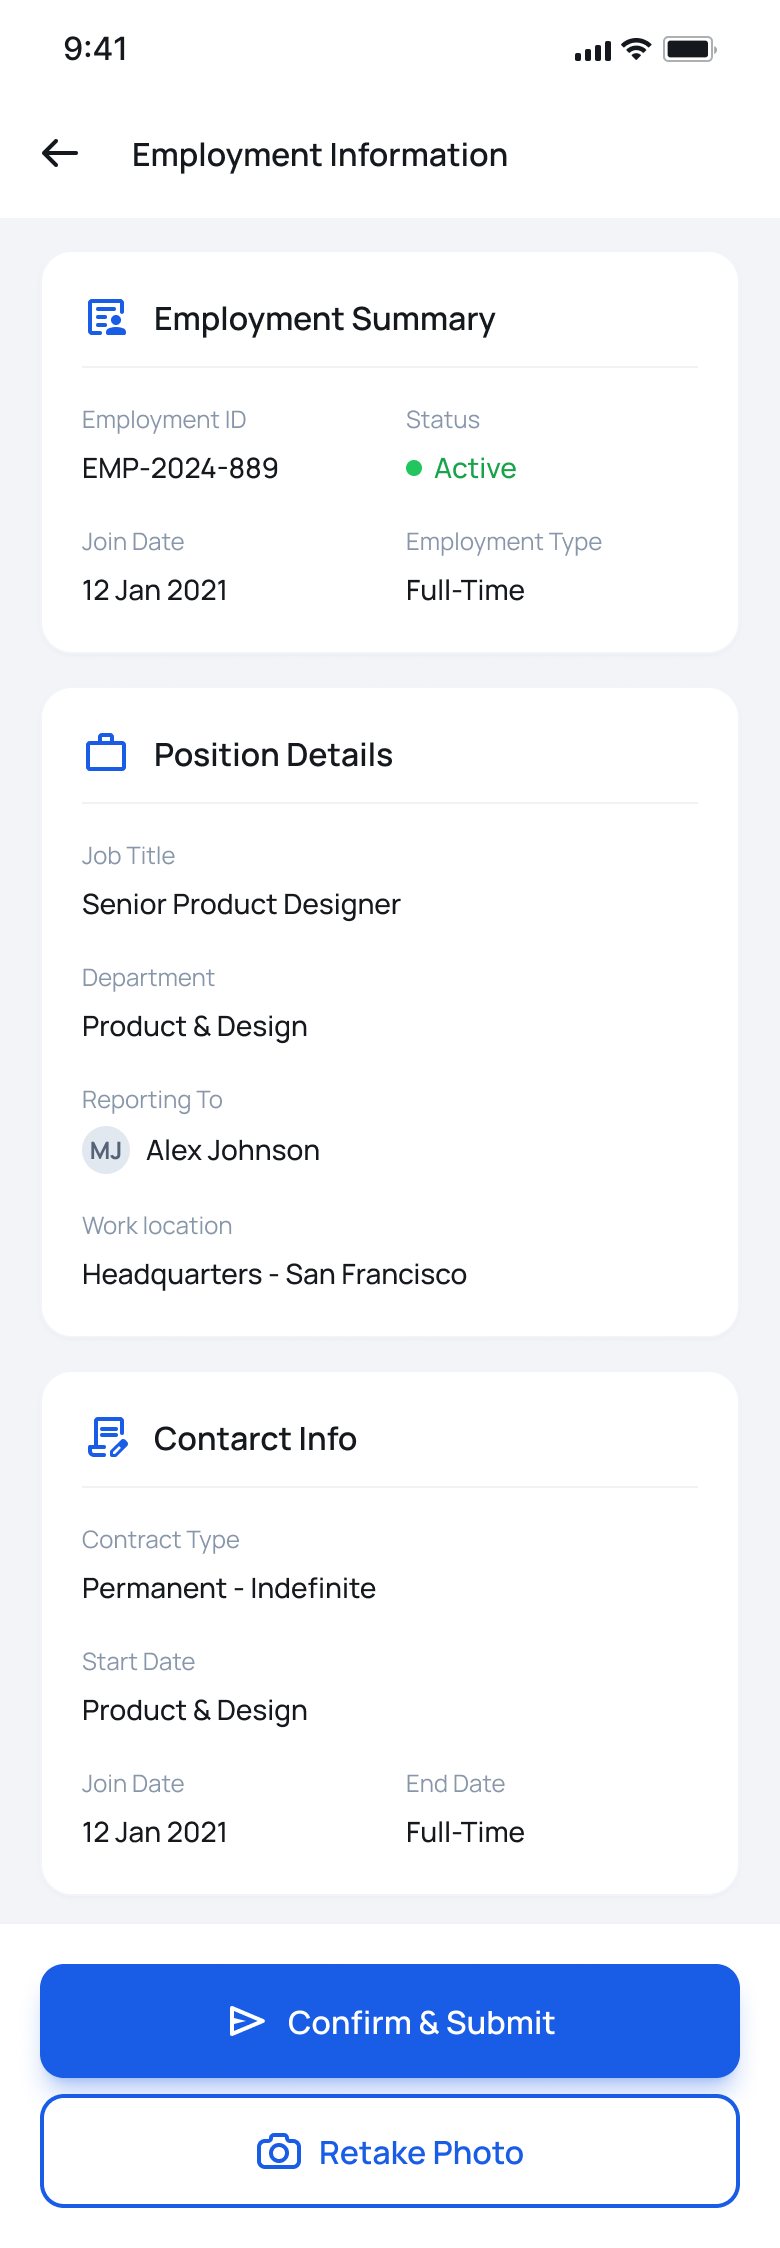 9:41
Employment Information
Employment Summary
Employment ID
Status
EMP-2024-889
Active
Join Date
Employment Type
12 Jan 2021
Full-Time
Position Details
Job Title
Senior Product Designer
Department
Product & Design
Reporting To
MJ Alex Johnson
Work location
Headquarters - San Francisco
Contarct Info
Contract Type
Permanent - Indefinite
Start Date
Product & Design
Join Date
End Date
12 Jan 2021
Full-Time
Confirm & Submit
Retake Photo